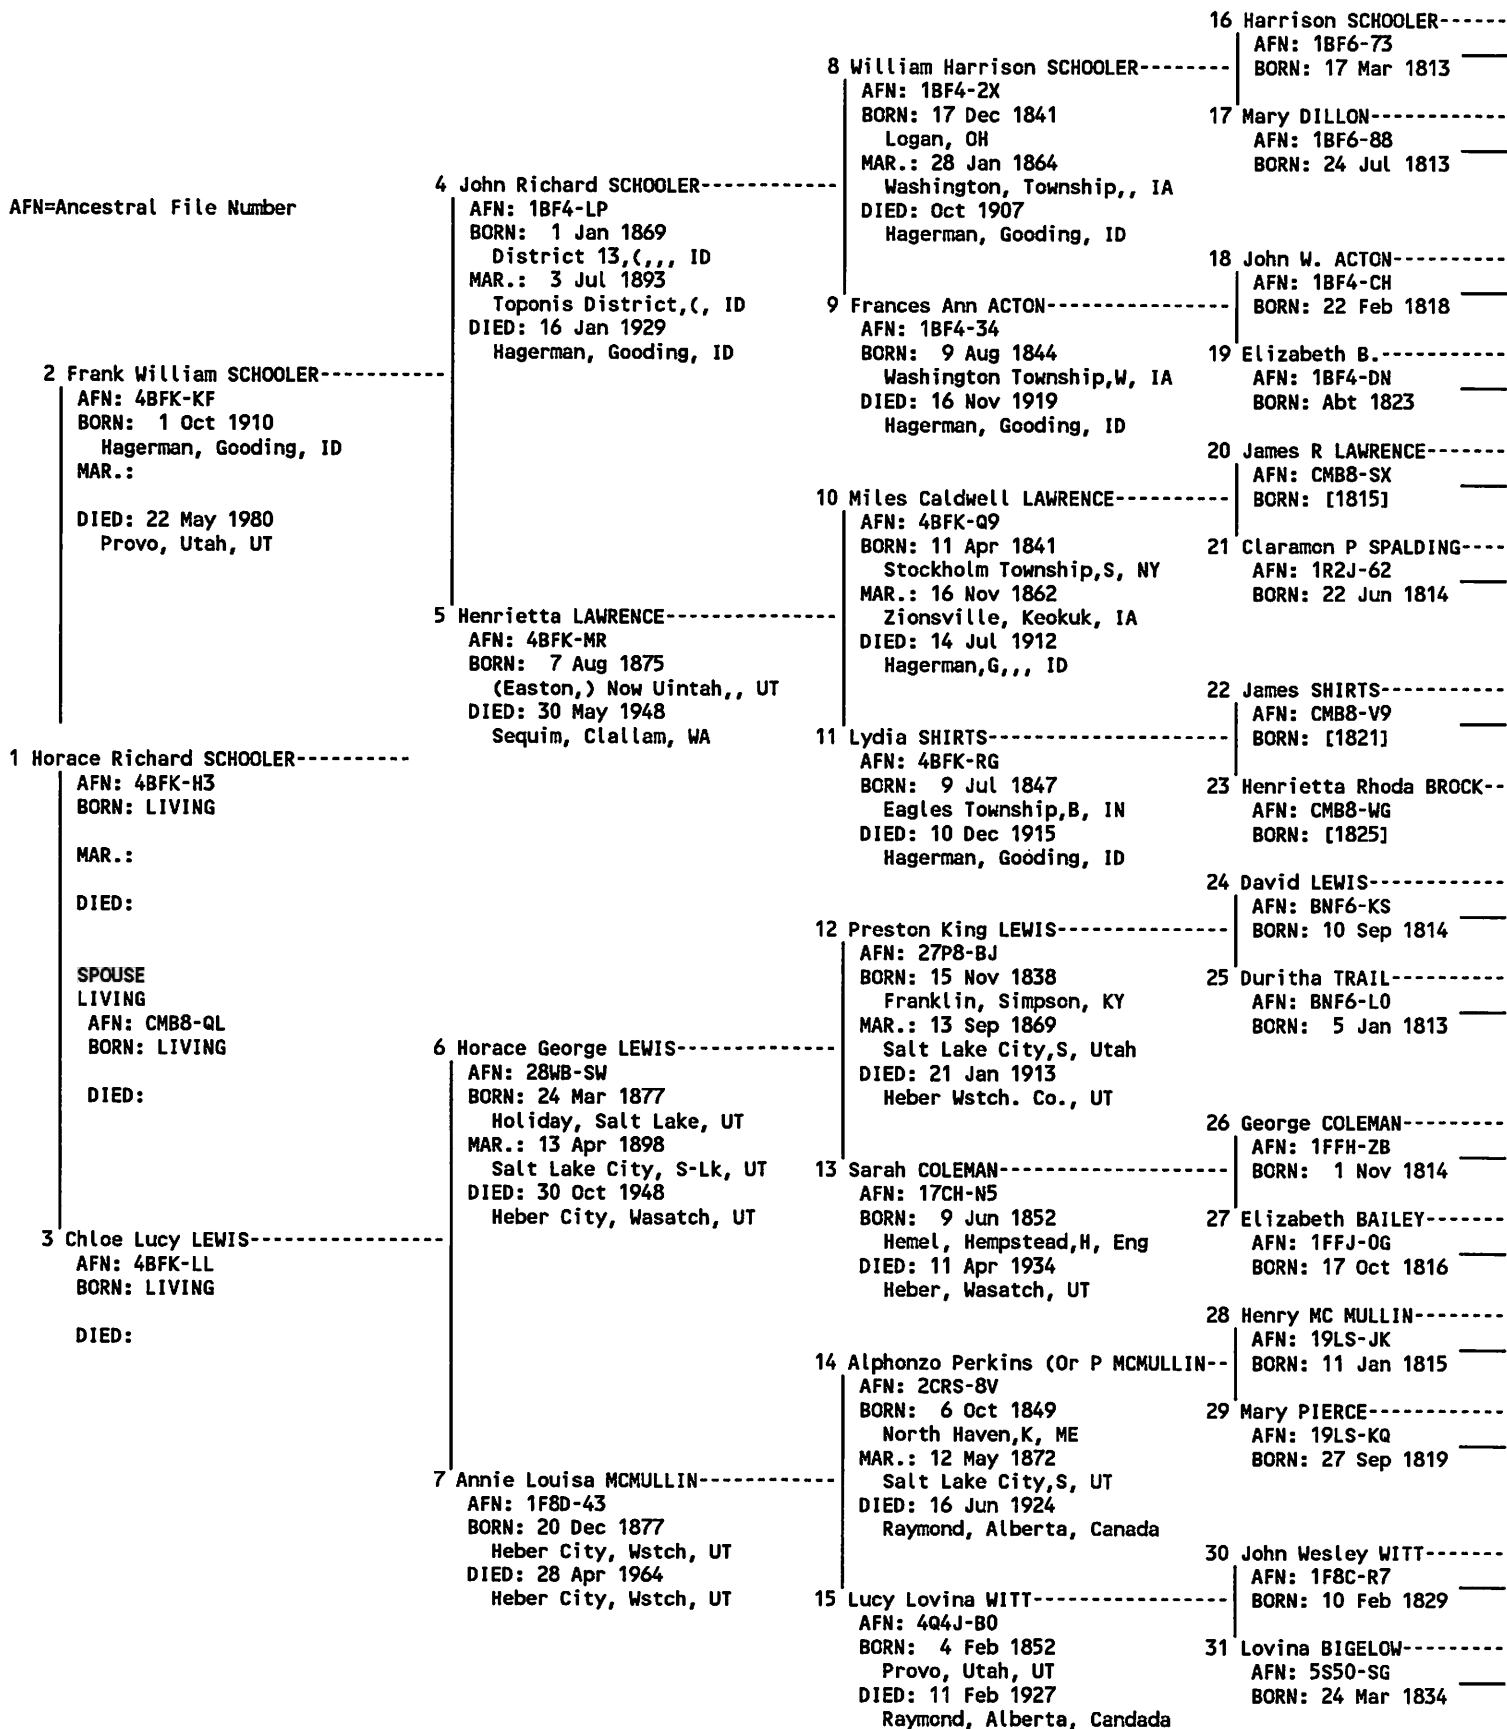 AFN=Ancestral File Number
1 Horace Richard SCHOOLER----------
AFN: 4BFK-H3
BORN: LIVING
MAR.:
DIED:
SPOUSE
LIVING
AFN: CMB8-QL
BORN: LIVING
DIED:
2 Frank William SCHOOLER----------
AFN: 4BFK-KF
BORN: 1 Oct 1910
Hagerman, Gooding, ID
MAR.:
DIED: 22 May 1980
Provo, Utah, UT
3 Chloe Lucy LEWIS----------------
AFN: 4BFK-LL
BORN: LIVING
DIED:
4 John Richard SCHOOLER-----------
AFN: 1BF4-LP
BORN: 1 Jan 1869
District 13,(,,, ID
MAR.: 3 Jul 1893
Toponis District,(, ID
DIED: 16 Jan 1929
Hagerman, Gooding, ID
5 Henrietta LAWRENCE--------------
AFN: 4BFK-MR
BORN: 7 Aug 1875
(Easton,) Now Uintah,, UT
DIED: 30 May 1948
Sequim, Clallam, WA
6 Horace George LEWIS-------------
AFN: 28WB-SW
BORN: 24 Mar 1877
Holiday, Salt Lake, UT
MAR.: 13 Apr 1898
Salt Lake City, S-Lk, UT
DIED: 30 Oct 1948
Heber City, Wasatch, UT
7 Annie Louisa MCMULLIN-----------
AFN: 1F8D-43
BORN: 20 Dec 1877
Heber City, Wstch, UT
DIED: 28 Apr 1964
Heber City, Wstch, UT
8 William Harrison SCHOOLER-------
AFN: 1BF4-2X
BORN: 17 Dec 1841
Logan, OH
MAR.: 28 Jan 1864
Washington, Township,, IA
DIED: Oct 1907
Hagerman, Gooding, ID
9 Frances Ann ACTON---------------
AFN: 1BF4-34
BORN: 9 Aug 1844
Washington Township,W, IA
DIED: 16 Nov 1919
Hagerman, Gooding, ID
10 Miles Caldwell LAWRENCE----------
AFN: 4BFK-Q9
BORN: 11 Apr 1841
Stockholm Township,S, NY
MAR.: 16 Nov 1862
Zionsville, Keokuk, IA
DIED: 14 Jul 1912
Hagerman,G,,, ID
11 Lydia SHIRTS--------------------
AFN: 4BFK-RG
BORN: 9 Jul 1847
Eagles Township,B, IN
DIED: 10 Dec 1915
Hagerman, Gooding, ID
12 Preston King LEWIS---------------
AFN: 27P8-BJ
BORN: 15 Nov 1838
Franklin, Simpson, KY
MAR.: 13 Sep 1869
Salt Lake City,S, Utah
DIED: 21 Jan 1913
Heber Wstch. Co., UT
13 Sarah COLEMAN-------------------
AFN: 17CH-N5
BORN: 9 Jun 1852
Hemel, Hempstead,H, Eng
DIED: 11 Apr 1934
Heber, Wasatch, UT
14 Alphonzo Perkins (Or P MCMULLIN--
AFN: 2CRS-8V
BORN: 6 Oct 1849
North Haven,K, ME
MAR.: 12 May 1872
Salt Lake City,S, UT
DIED: 16 Jun 1924
Raymond, Alberta, Canada
15 Lucy Lovina WITT-----------------
AFN: 4Q4J-B0
BORN: 4 Feb 1852
Provo, Utah, UT
DIED: 11 Feb 1927
Raymond, Alberta, Candada
16 Harrison SCHOOLER------
AFN: 1BF6-73
BORN: 17 Mar 1813
17 Mary DILLON------------
AFN: 1BF6-88
BORN: 24 Jul 1813
18 John W. ACTON----------
AFN: 1BF4-CH
BORN: 22 Feb 1818
19 Elizabeth B.-----------
AFN: 1BF4-DN
BORN: Abt 1823
20 James R LAWRENCE-------
AFN: CMB8-SX
BORN: [1815]
21 Claramon P SPALDING----
AFN: 1R2J-62
BORN: 22 Jun 1814
22 James SHIRTS-----------
AFN: CMB8-V9
BORN: [1821]
23 Henrietta Rhoda BROCK--
AFN: CMB8-WG
BORN: [1825]
24 David LEWIS------------
AFN: BNF6-KS
BORN: 10 Sep 1814
25 Duritha TRAIL----------
AFN: BNF6-L0
BORN: 5 Jan 1813
26 George COLEMAN---------
AFN: 1FFH-ZB
BORN: 1 Nov 1814
27 Elizabeth BAILEY-------
AFN: 1FFJ-0G
BORN: 17 Oct 1816
28 Henry MC MULLIN--------
AFN: 19LS-JK
BORN: 11 Jan 1815
29 Mary PIERCE------------
AFN: 19LS-KQ
BORN: 27 Sep 1819
30 John Wesley WITT-------
AFN: 1F8C-R7
BORN: 10 Feb 1829
31 Lovina BIGELOW---------
AFN: 5S50-SG
BORN: 24 Mar 1834